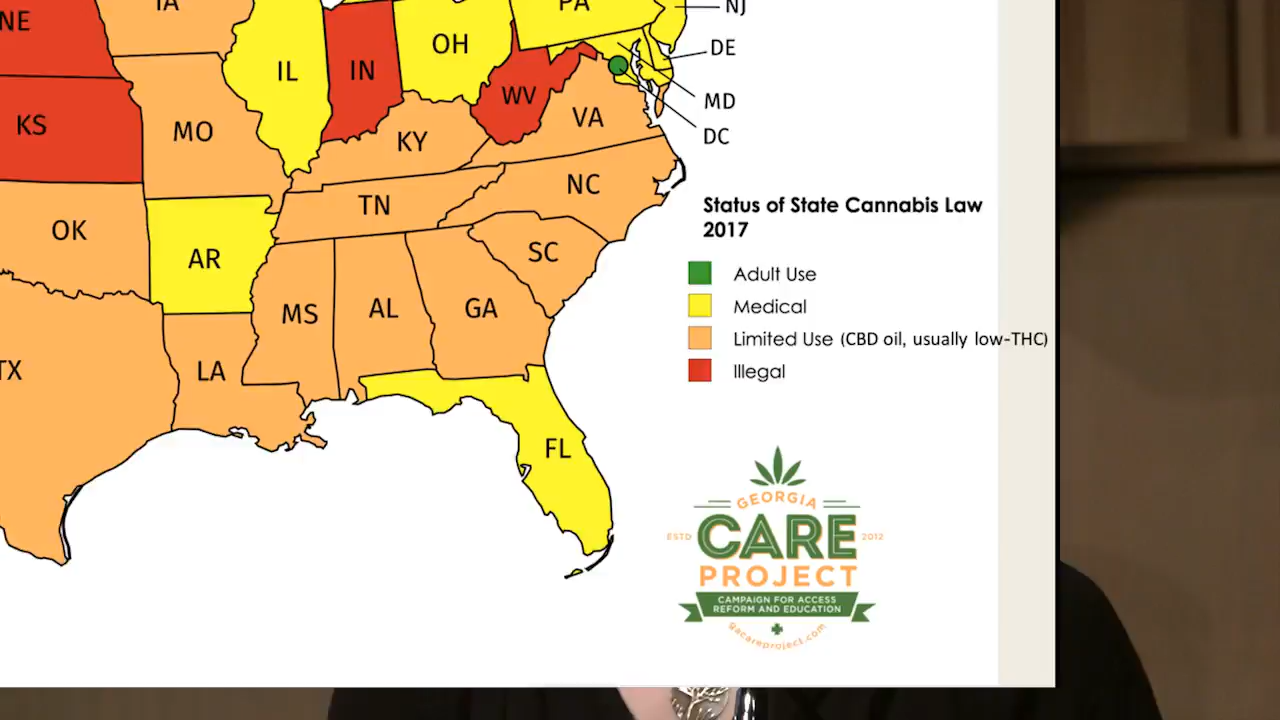 NE
IA
PA
NJ
OH
DE
IL
IN
WV
MD
KS
MO
KY
VA
DC
TN
NC
OK
AR
SC
MS
AL
GA
LA
TX
FL
Status of State Cannabis Law
2017
Adult Use
Medical
Limited Use (CBD oil, usually low-THC)
Illegal
GEORGIA
CARE
ESTD 2012
PROJECT
CAMPAIGN FOR ACCESS
REFORM AND EDUCATION
gacareproject.com